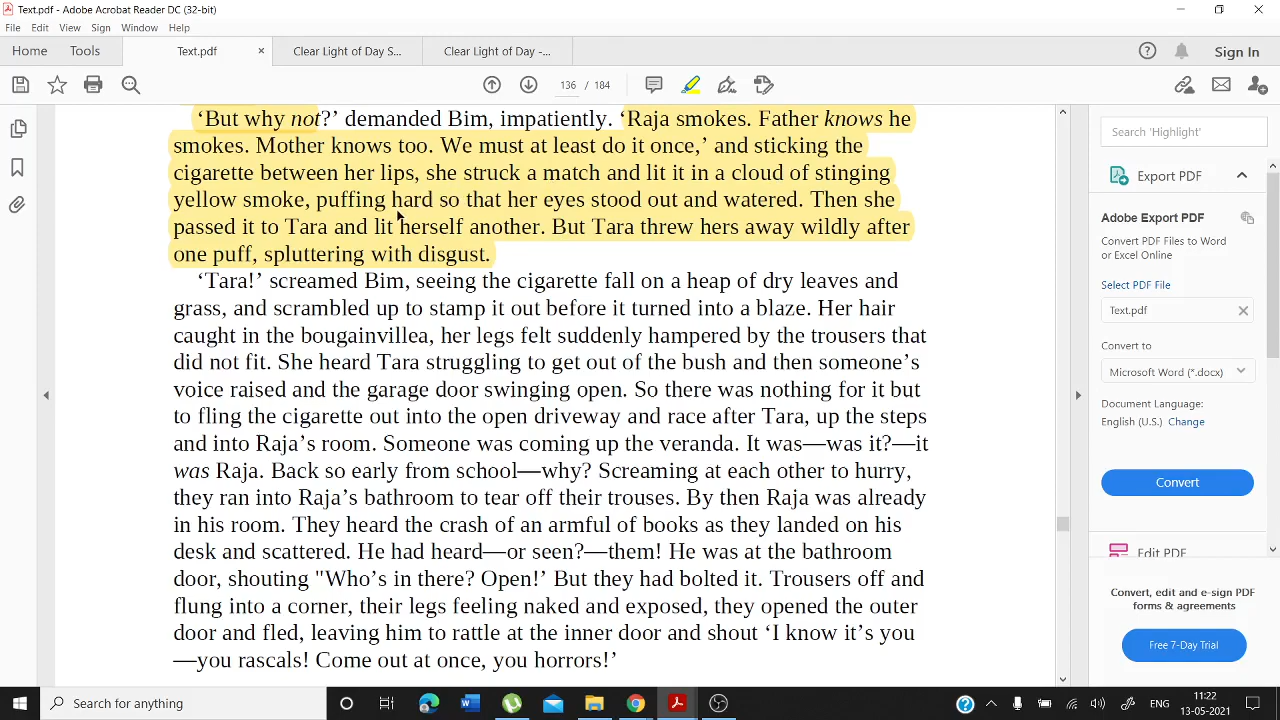 Text.pdf - Adobe Acrobat Reader DC (32-bit)
File Edit View Sign Window Help
Home Tools Text.pdf × Clear Light of Day S... Clear Light of Day -... Sign In
136 / 184
‘But why not?’ demanded Bim, impatiently. ‘Raja smokes. Father knows he
smokes. Mother knows too. We must at least do it once,’ and sticking the
cigarette between her lips, she struck a match and lit it in a cloud of stinging
yellow smoke, puffing hard so that her eyes stood out and watered. Then she
passed it to Tara and lit herself another. But Tara threw hers away wildly after
one puff, spluttering with disgust.
‘Tara!’ screamed Bim, seeing the cigarette fall on a heap of dry leaves and
grass, and scrambled up to stamp it out before it turned into a blaze. Her hair
caught in the bougainvillea, her legs felt suddenly hampered by the trousers that
did not fit. She heard Tara struggling to get out of the bush and then someone’s
voice raised and the garage door swinging open. So there was nothing for it but
to fling the cigarette out into the open driveway and race after Tara, up the steps
and into Raja’s room. Someone was coming up the veranda. It was—was it?—it
was Raja. Back so early from school—why? Screaming at each other to hurry,
they ran into Raja’s bathroom to tear off their trouses. By then Raja was already
in his room. They heard the crash of an armful of books as they landed on his
desk and scattered. He had heard—or seen?—them! He was at the bathroom
door, shouting "Who’s in there? Open!’ But they had bolted it. Trousers off and
flung into a corner, their legs feeling naked and exposed, they opened the outer
door and fled, leaving him to rattle at the inner door and shout ‘I know it’s you
—you rascals! Come out at once, you horrors!’
Search 'Highlight'
Export PDF
Adobe Export PDF
Convert PDF Files to Word
or Excel Online
Select PDF File
Text.pdf
Convert to
Microsoft Word (*.docx)
Document Language:
English (U.S.) Change
Convert
Edit PDF
Convert, edit and e-sign PDF
forms & agreements
Free 7-Day Trial
Search for anything
ENG
11:22
13-05-2021